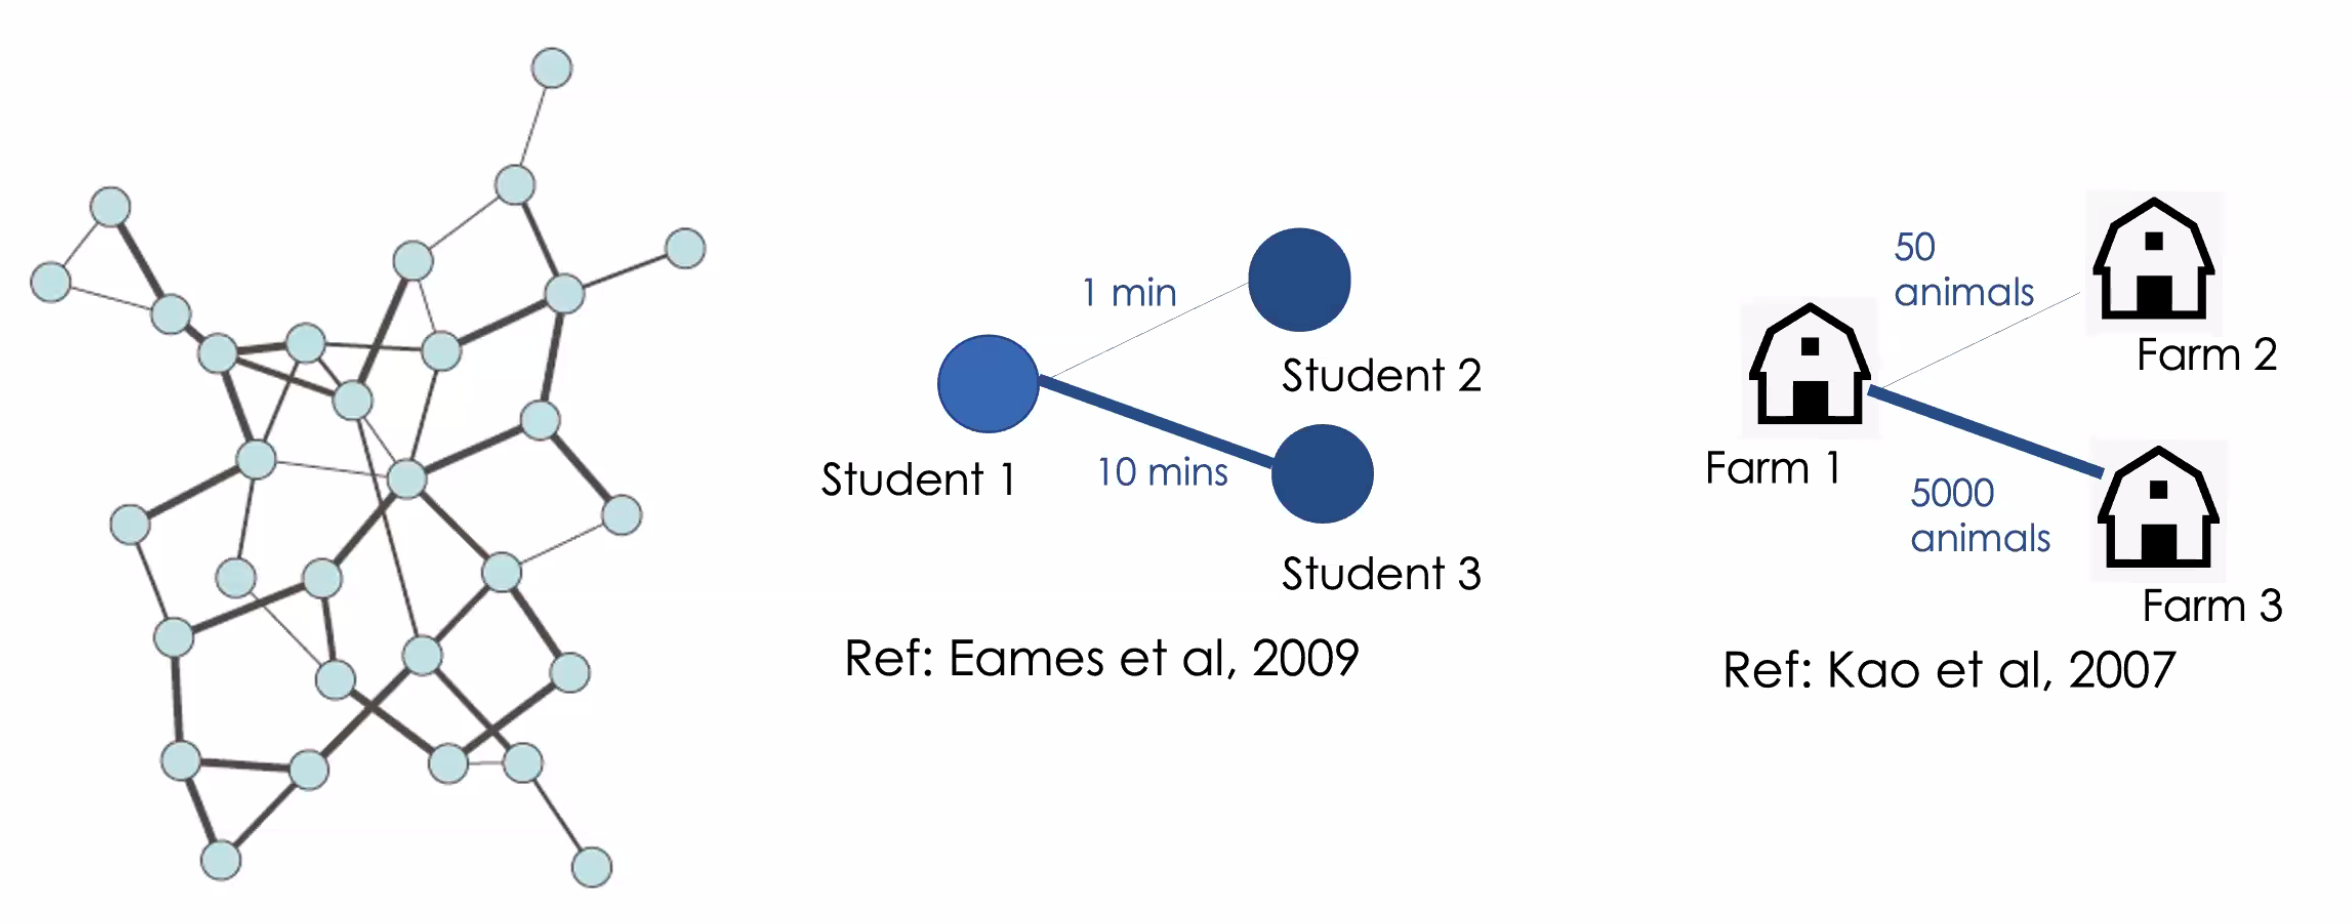 1 min
Student 2
Student 1
10 mins
Student 3
Ref: Eames et al, 2009
50
animals
Farm 2
Farm 1
5000
animals
Farm 3
Ref: Kao et al, 2007